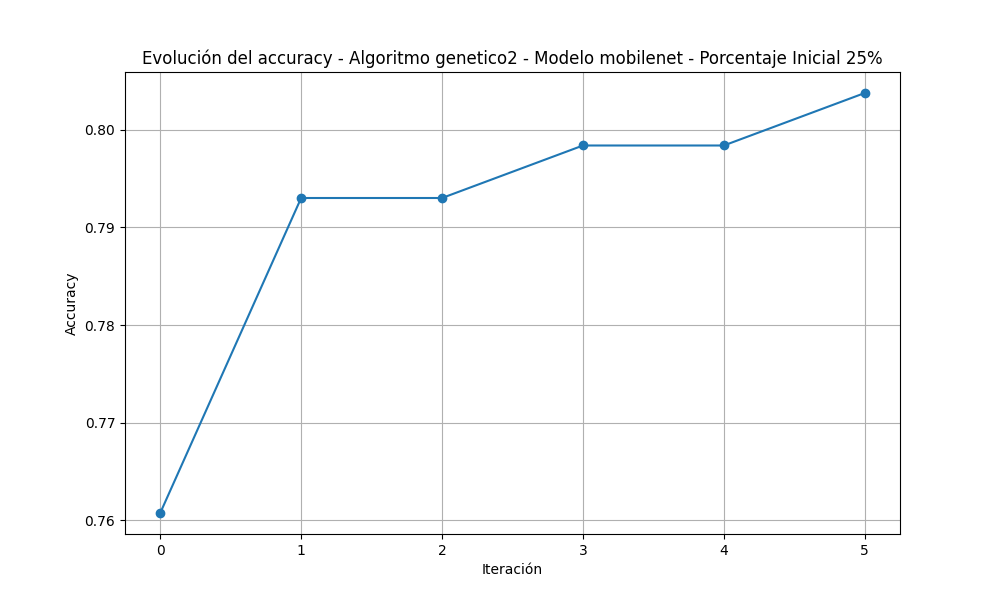 Evolución del accuracy - Algoritmo genetico2 - Modelo mobilenet - Porcentaje Inicial 25%
0.80
0.79
0.78
0.77
0.76
Accuracy
0 1 2 3 4 5
Iteración